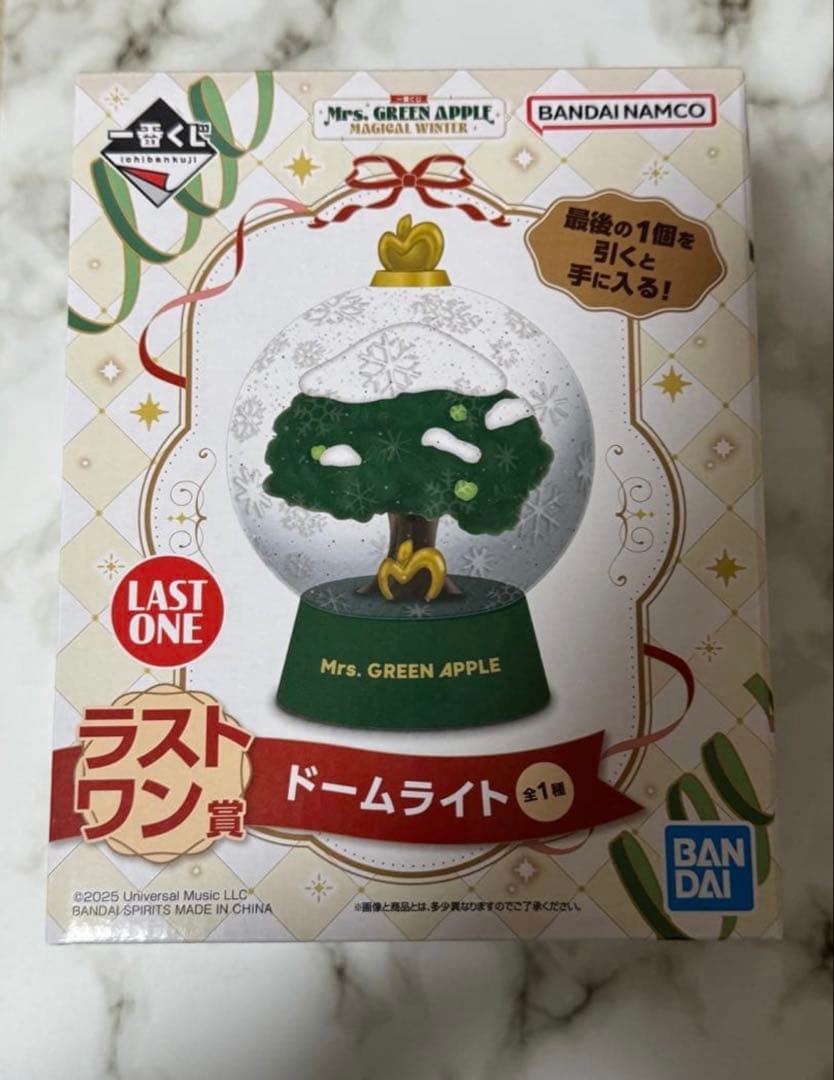 一番くじ
ichibankuji
一番くじ
Mrs. GREEN APPLE
MAGICAL WINTER
BANDAI NAMCO
最後の1個を
引くと
手に入る!
Mrs. GREEN APPLE
LAST
ONE
ラスト
ワン賞
ドームライト 全1種
BAN
DAI
©2025 Universal Music LLC
BANDAI SPIRITS MADE IN CHINA
※画像と商品とは、多少異なりますのでご了承ください。